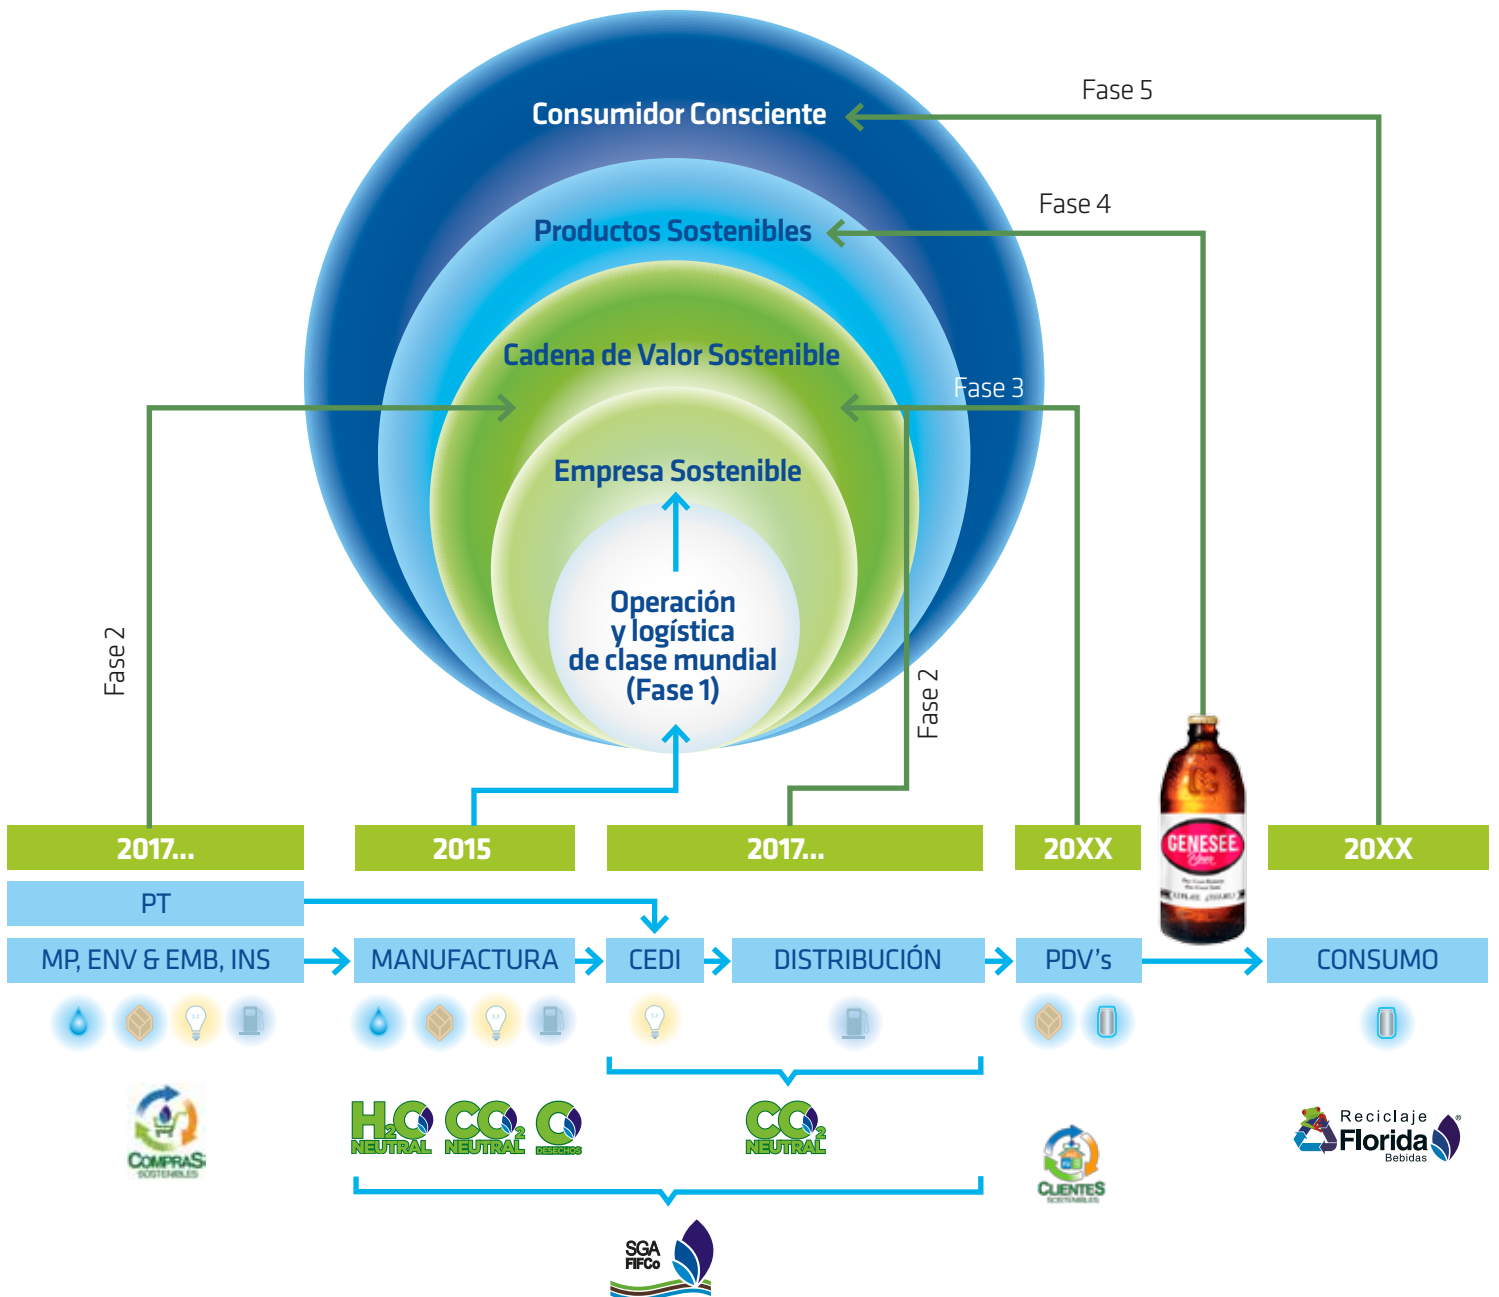 Fase 5
Consumidor Consciente
Fase 4
Productos Sostenibles
Cadena de Valor Sostenible
Fase 3
Empresa Sostenible
Operación
y logística
de clase mundial
(Fase 1)
Fase 2
Fase 2
2017...
2015
2017...
20XX
GENESEE
Beer
20XX
PT
MP, ENV & EMB, INS
MANUFACTURA
CEDI
DISTRIBUCIÓN
PDV's
CONSUMO
COMPRAS
SOSTENIBLES
H2O
NEUTRAL
CO2
NEUTRAL
O
DESECHOS
CO2
NEUTRAL
CLIENTES
SOSTENIBLES
Reciclaje
Florida
Bebidas
®
SGA
FIFCo